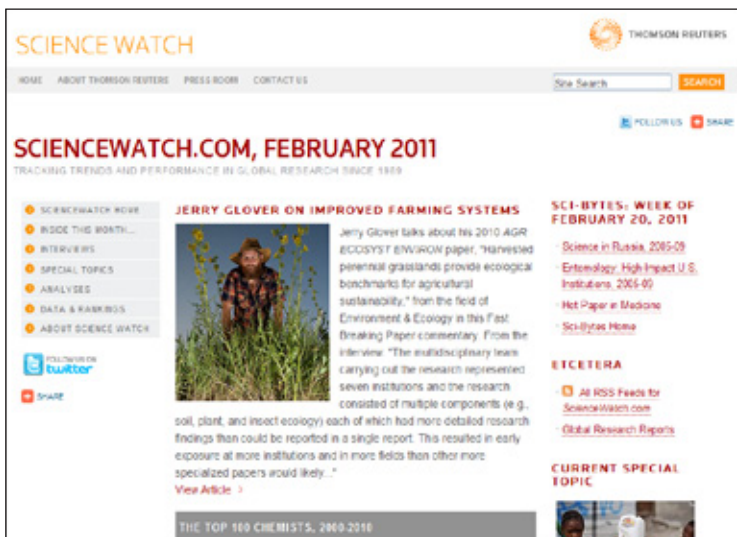 SCIENCE WATCH
THOMSON REUTERS
HOME ABOUT THOMSON REUTERS PRESS ROOM CONTACT US
Site Search SEARCH
FOLLOW US SHARE
SCIENCEWATCH.COM, FEBRUARY 2011
TRACKING TRENDS AND PERFORMANCE IN GLOBAL RESEARCH SINCE 1989
SCIENCEWATCH HOME
INSIDE THIS MONTH...
INTERVIEWS
SPECIAL TOPICS
ANALYSES
DATA & RANKINGS
ABOUT SCIENCE WATCH
FOLLOW US ON
twitter
SHARE
JERRY GLOVER ON IMPROVED FARMING SYSTEMS
Jerry Glover talks about his 2010 AGR
ECOSYST ENVIRON paper, "Harvested
perennial grasslands provide ecological
benchmarks for agricultural
sustainability," from the field of
Environment & Ecology in this Fast
Breaking Paper commentary. From the
interview: "The multidisciplinary team
carrying out the research represented
seven institutions and the research
consisted of multiple components (e.g.,
soil, plant, and insect ecology) each of which had more detailed research
findings than could be reported in a single report. This resulted in early
exposure at more institutions and in more fields than other more
specialized papers would likely..."
View Article >
THE TOP 100 CHEMISTS, 2000-2010
SCI-BYTES: WEEK OF
FEBRUARY 20, 2011
Science in Russia, 2005-09
Entomology: High Impact U.S.
Institutions, 2005-09
Hot Paper in Medicine
Sci-Bytes Home
ETCETERA
All RSS Feeds for
ScienceWatch.com
Global Research Reports
CURRENT SPECIAL
TOPIC